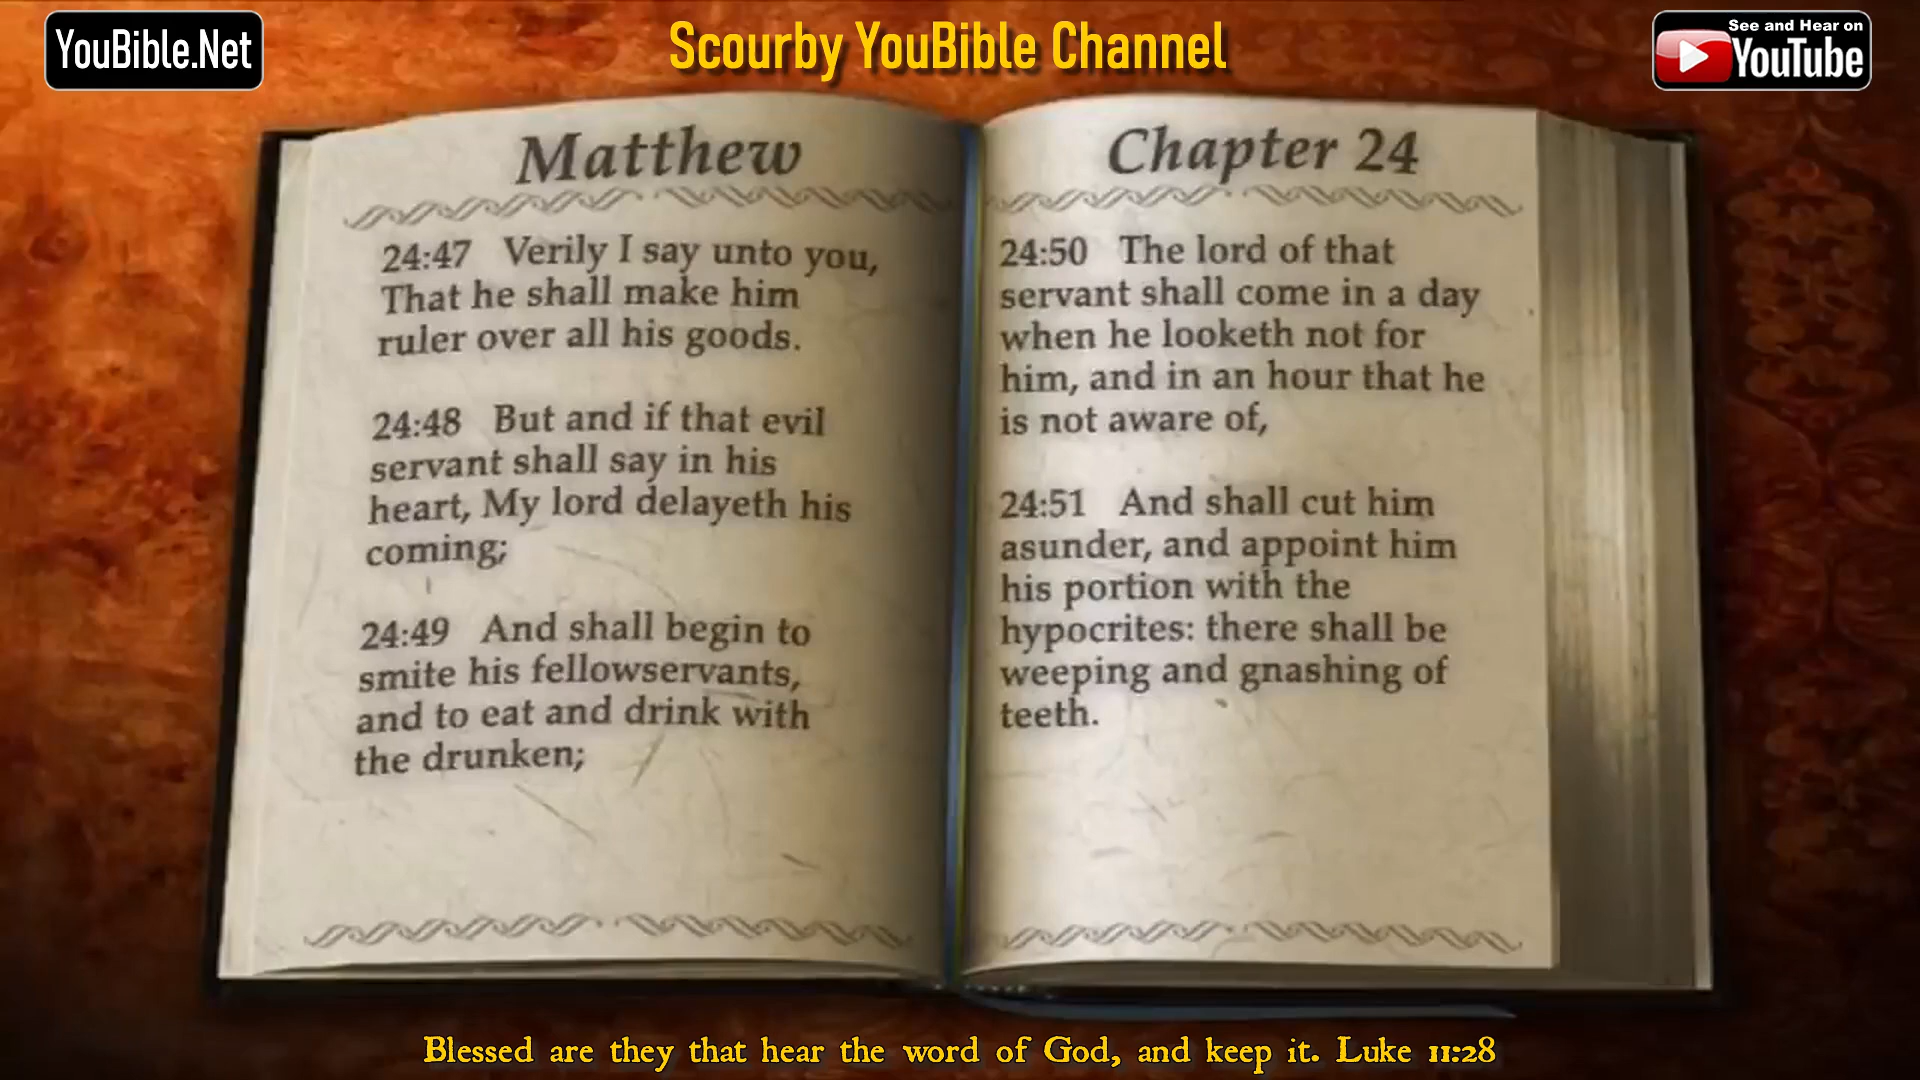 YouBible.Net
Scourby YouBible Channel
See and Hear on
YouTube
Matthew
24:47 Verily I say unto you,
That he shall make him
ruler over all his goods.
24:48 But and if that evil
servant shall say in his
heart, My lord delayeth his
coming;
24:49 And shall begin to
smite his fellowservants,
and to eat and drink with
the drunken;
Chapter 24
24:50 The lord of that
servant shall come in a day
when he looketh not for
him, and in an hour that he
is not aware of,
24:51 And shall cut him
asunder, and appoint him
his portion with the
hypocrites: there shall be
weeping and gnashing of
teeth.
Blessed are they that hear the word of God, and keep it. Luke 11:28